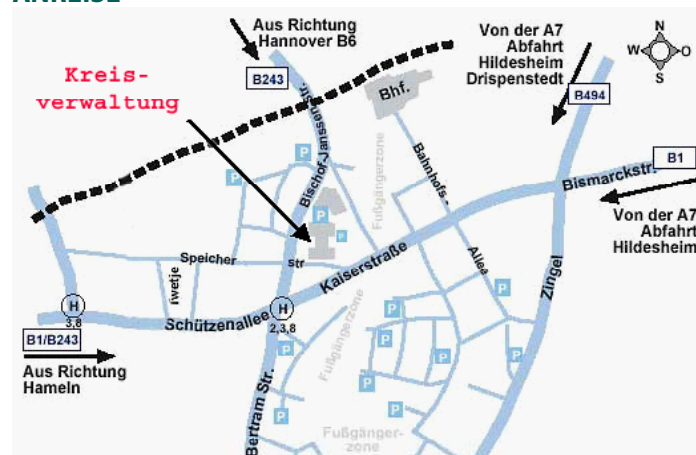 ANREISE
Aus Richtung
Hannover B6
Von der A7
Abfahrt
Hildesheim
Drispenstedt
N
W
O
S
Kreis-
verwaltung
B243
Bhf.
B494
P
Bischof-Janssen-Str.
Fußgängerzone
Bahnhofs-
B1
Bismarckstr.
P
P
P
P
Von der A7
Abfahrt
Hildesheim
Speicher
str
Kaiserstraße
Allee
Zingel
riwetje
H
3,8
Schützenallee
H
2,3,8
P
B1/B243
Aus Richtung
Hameln
Bertram Str.
Fußgängerzone
P
P
P
P
P
P
P
P
Fußgänger-
zone